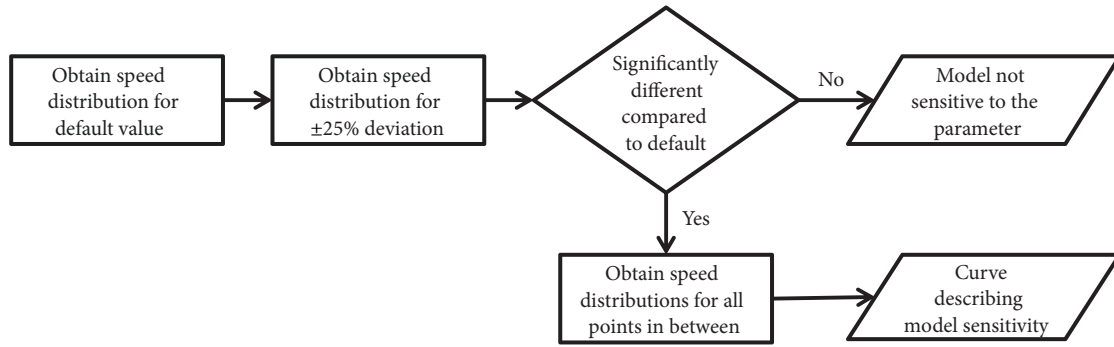 Obtain speed
distribution for
default value
Obtain speed
distribution for
±25% deviation
Significantly
different
compared
to default
No
Model not
sensitive to the
parameter
Yes
Obtain speed
distributions for all
points in between
Curve
describing
model sensitivity